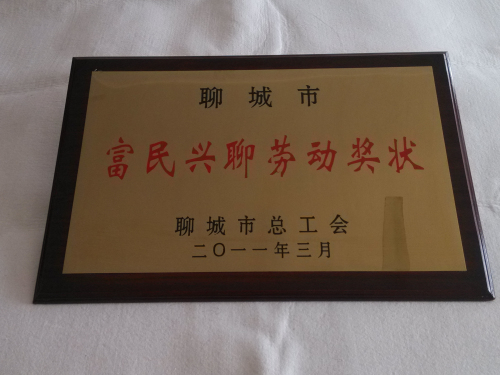 聊城市
富民兴聊劳动奖状
聊城市总工会
二〇一一年三月